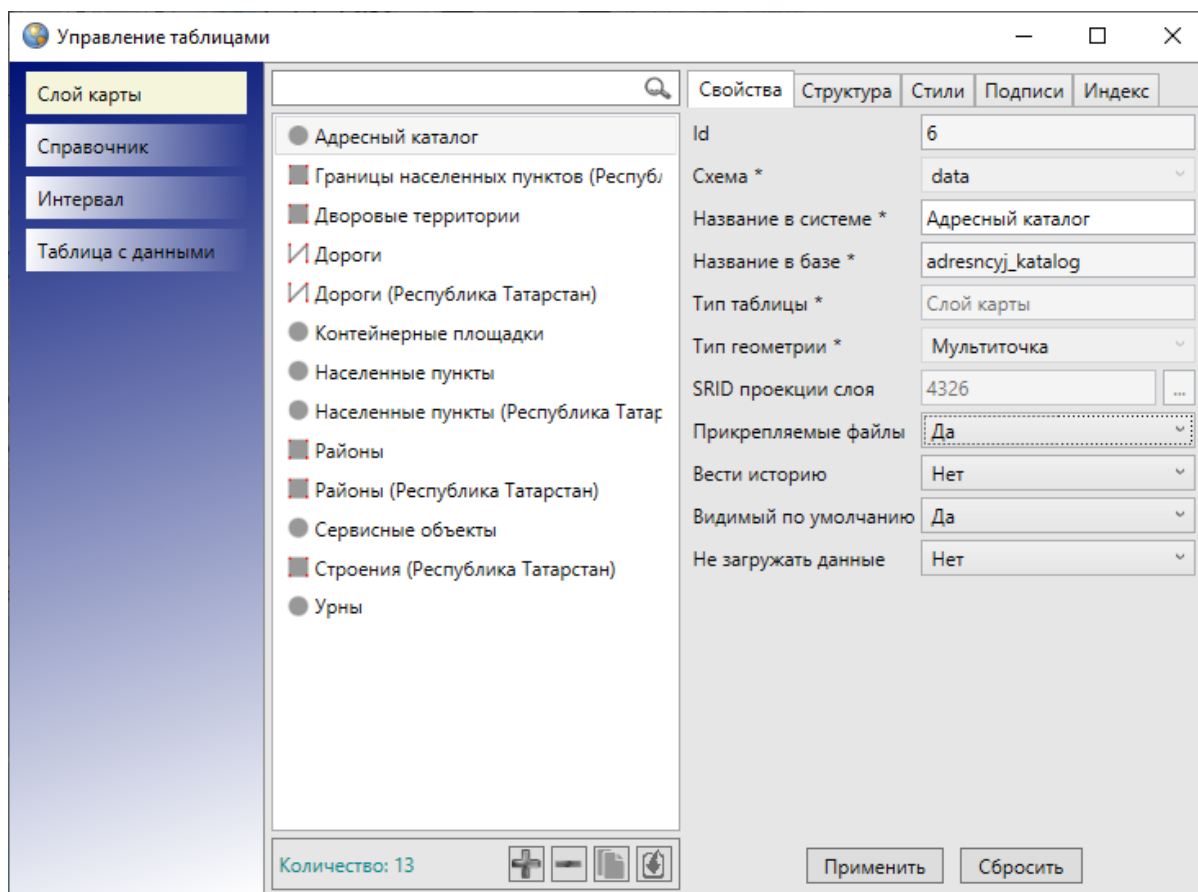 Управление таблицами
Слой карты
Справочник
Интервал
Таблица с данными
Адресный каталог
Границы населенных пунктов (Республ
Дворовые территории
Дороги
Дороги (Республика Татарстан)
Контейнерные площадки
Населенные пункты
Населенные пункты (Республика Татар
Районы
Районы (Республика Татарстан)
Сервисные объекты
Строения (Республика Татарстан)
Урны
Количество: 13
Свойства Структура Стили Подписи Индекс
Id 6
Схема * data
Название в системе * Адресный каталог
Название в базе * adresncyj_katalog
Тип таблицы * Слой карты
Тип геометрии * Мультиточка
SRID проекции слоя 4326 ...
Прикрепляемые файлы Да
Вести историю Нет
Видимый по умолчанию Да
Не загружать данные Нет
Применить Сбросить